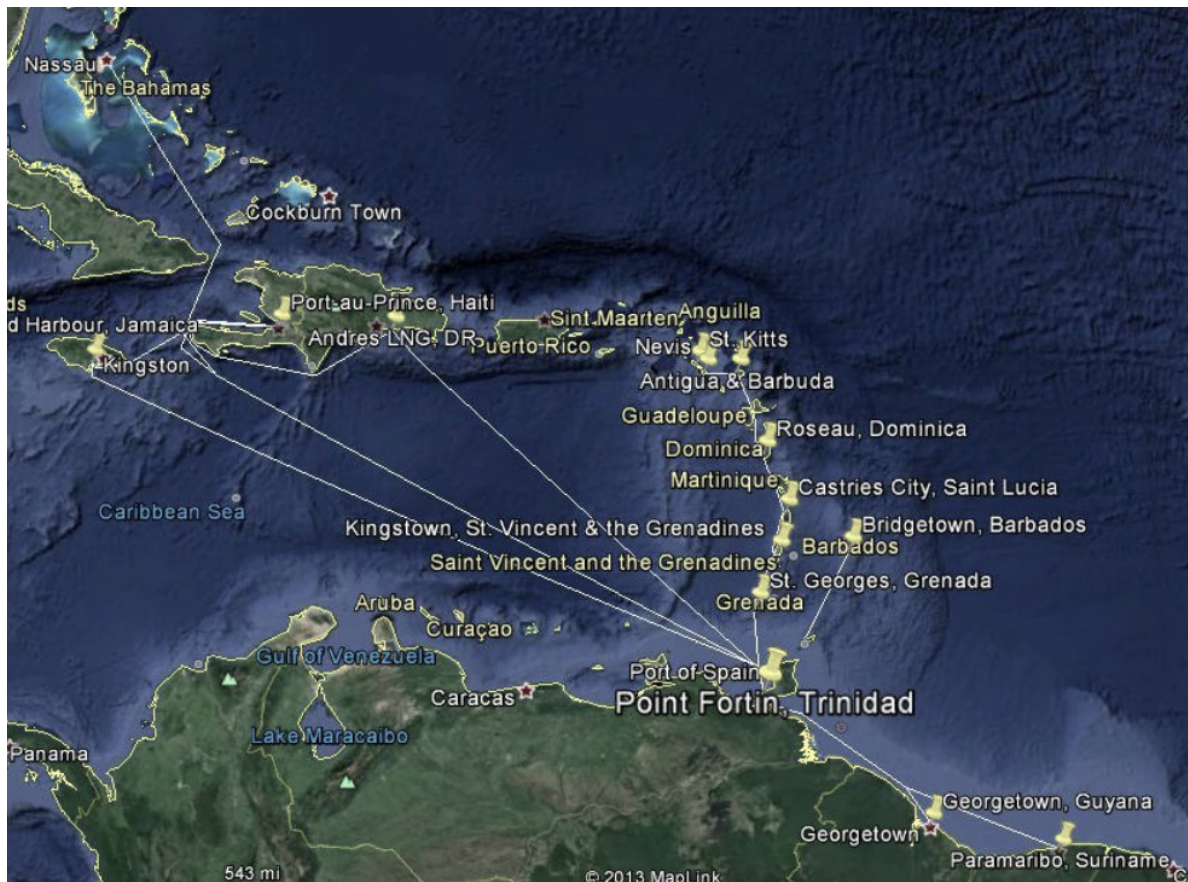 Nassau
The Bahamas
Cockburn Town
ds
Port-au-Prince, Haiti
d Harbour, Jamaica
Andres LNG, DR
Sint Maarten
Anguilla
Puerto Rico
Nevis
St. Kitts
Kingston
Antigua & Barbuda
Guadeloupe
Roseau, Dominica
Dominica
Martinique
Castries City, Saint Lucia
Caribbean Sea
Kingstown, St. Vincent & the Grenadines
Bridgetown, Barbados
Barbados
Saint Vincent and the Grenadines
St. Georges, Grenada
Grenada
Aruba
Curaçao
Gulf of Venezuela
Port of Spain
Caracas
Point Fortin, Trinidad
Lake Maracaibo
Panama
Georgetown, Guyana
Georgetown
Paramaribo, Suriname
543 mi
© 2013 MapLink